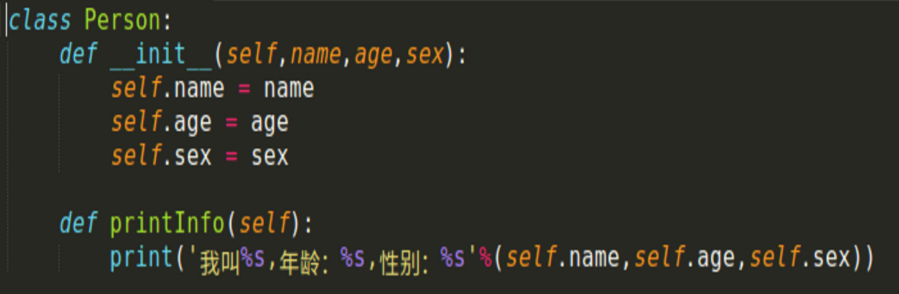 class Person:
    def __init__(self,name,age,sex):
        self.name = name
        self.age = age
        self.sex = sex
    def printInfo(self):
        print('我叫%s,年龄：%s,性别：%s'%(self.name,self.age,self.sex))